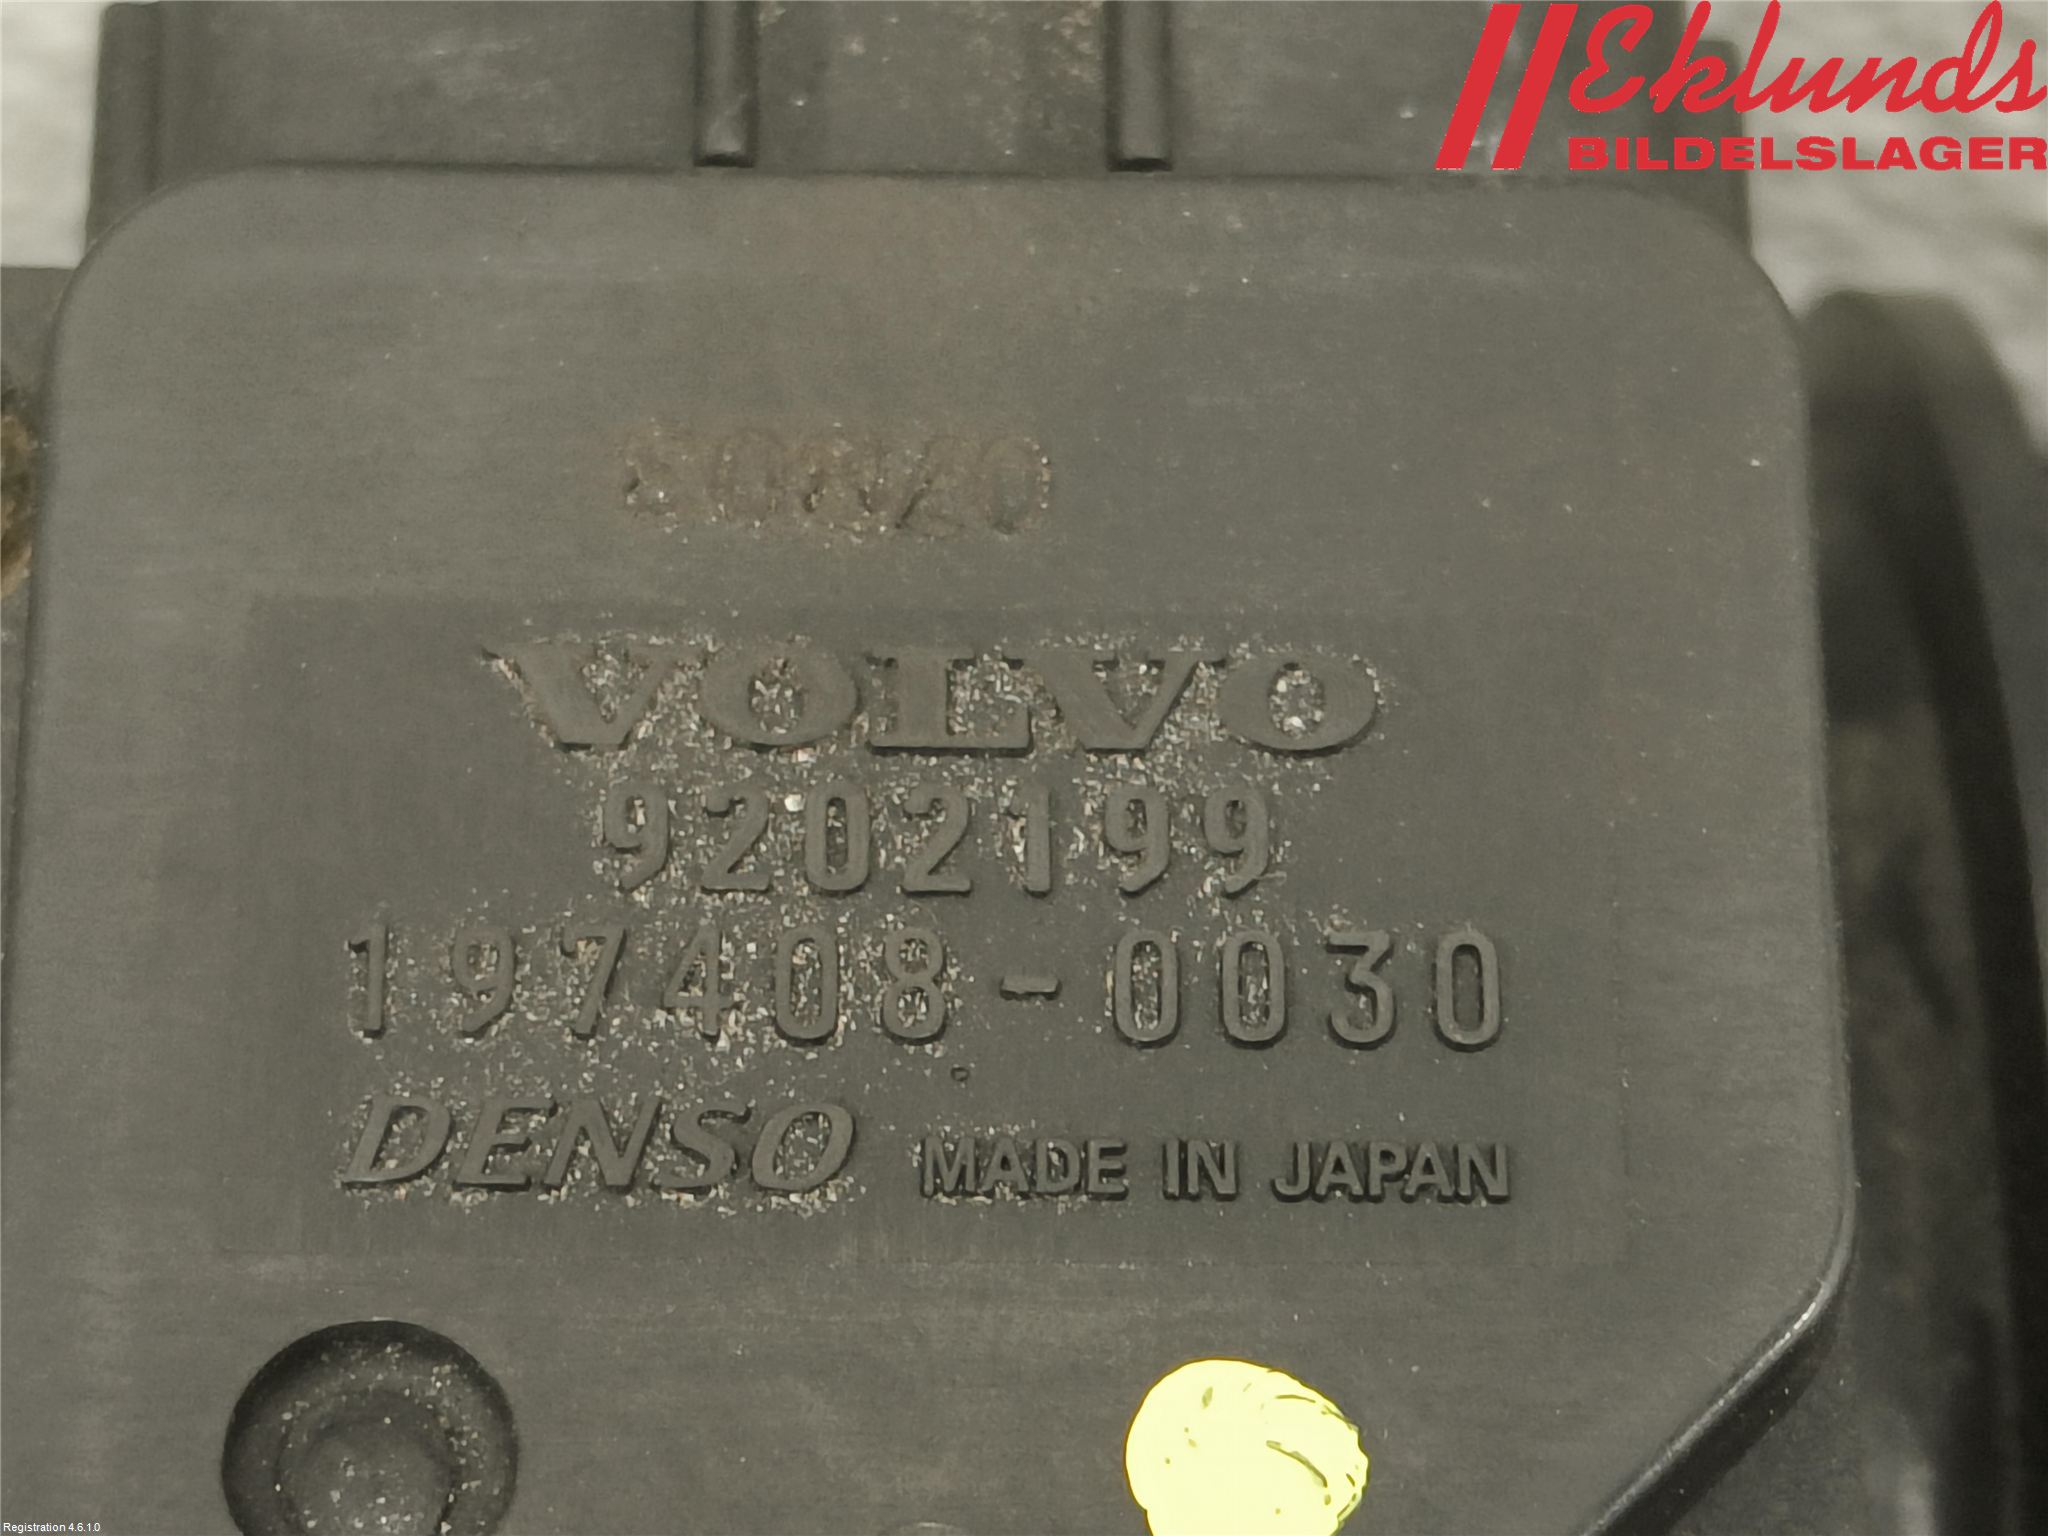 Eklunds
BILDELSLAGER
VOLVO
9202199
197408-0030
DENSO MADE IN JAPAN
Registration 4.6.1.0